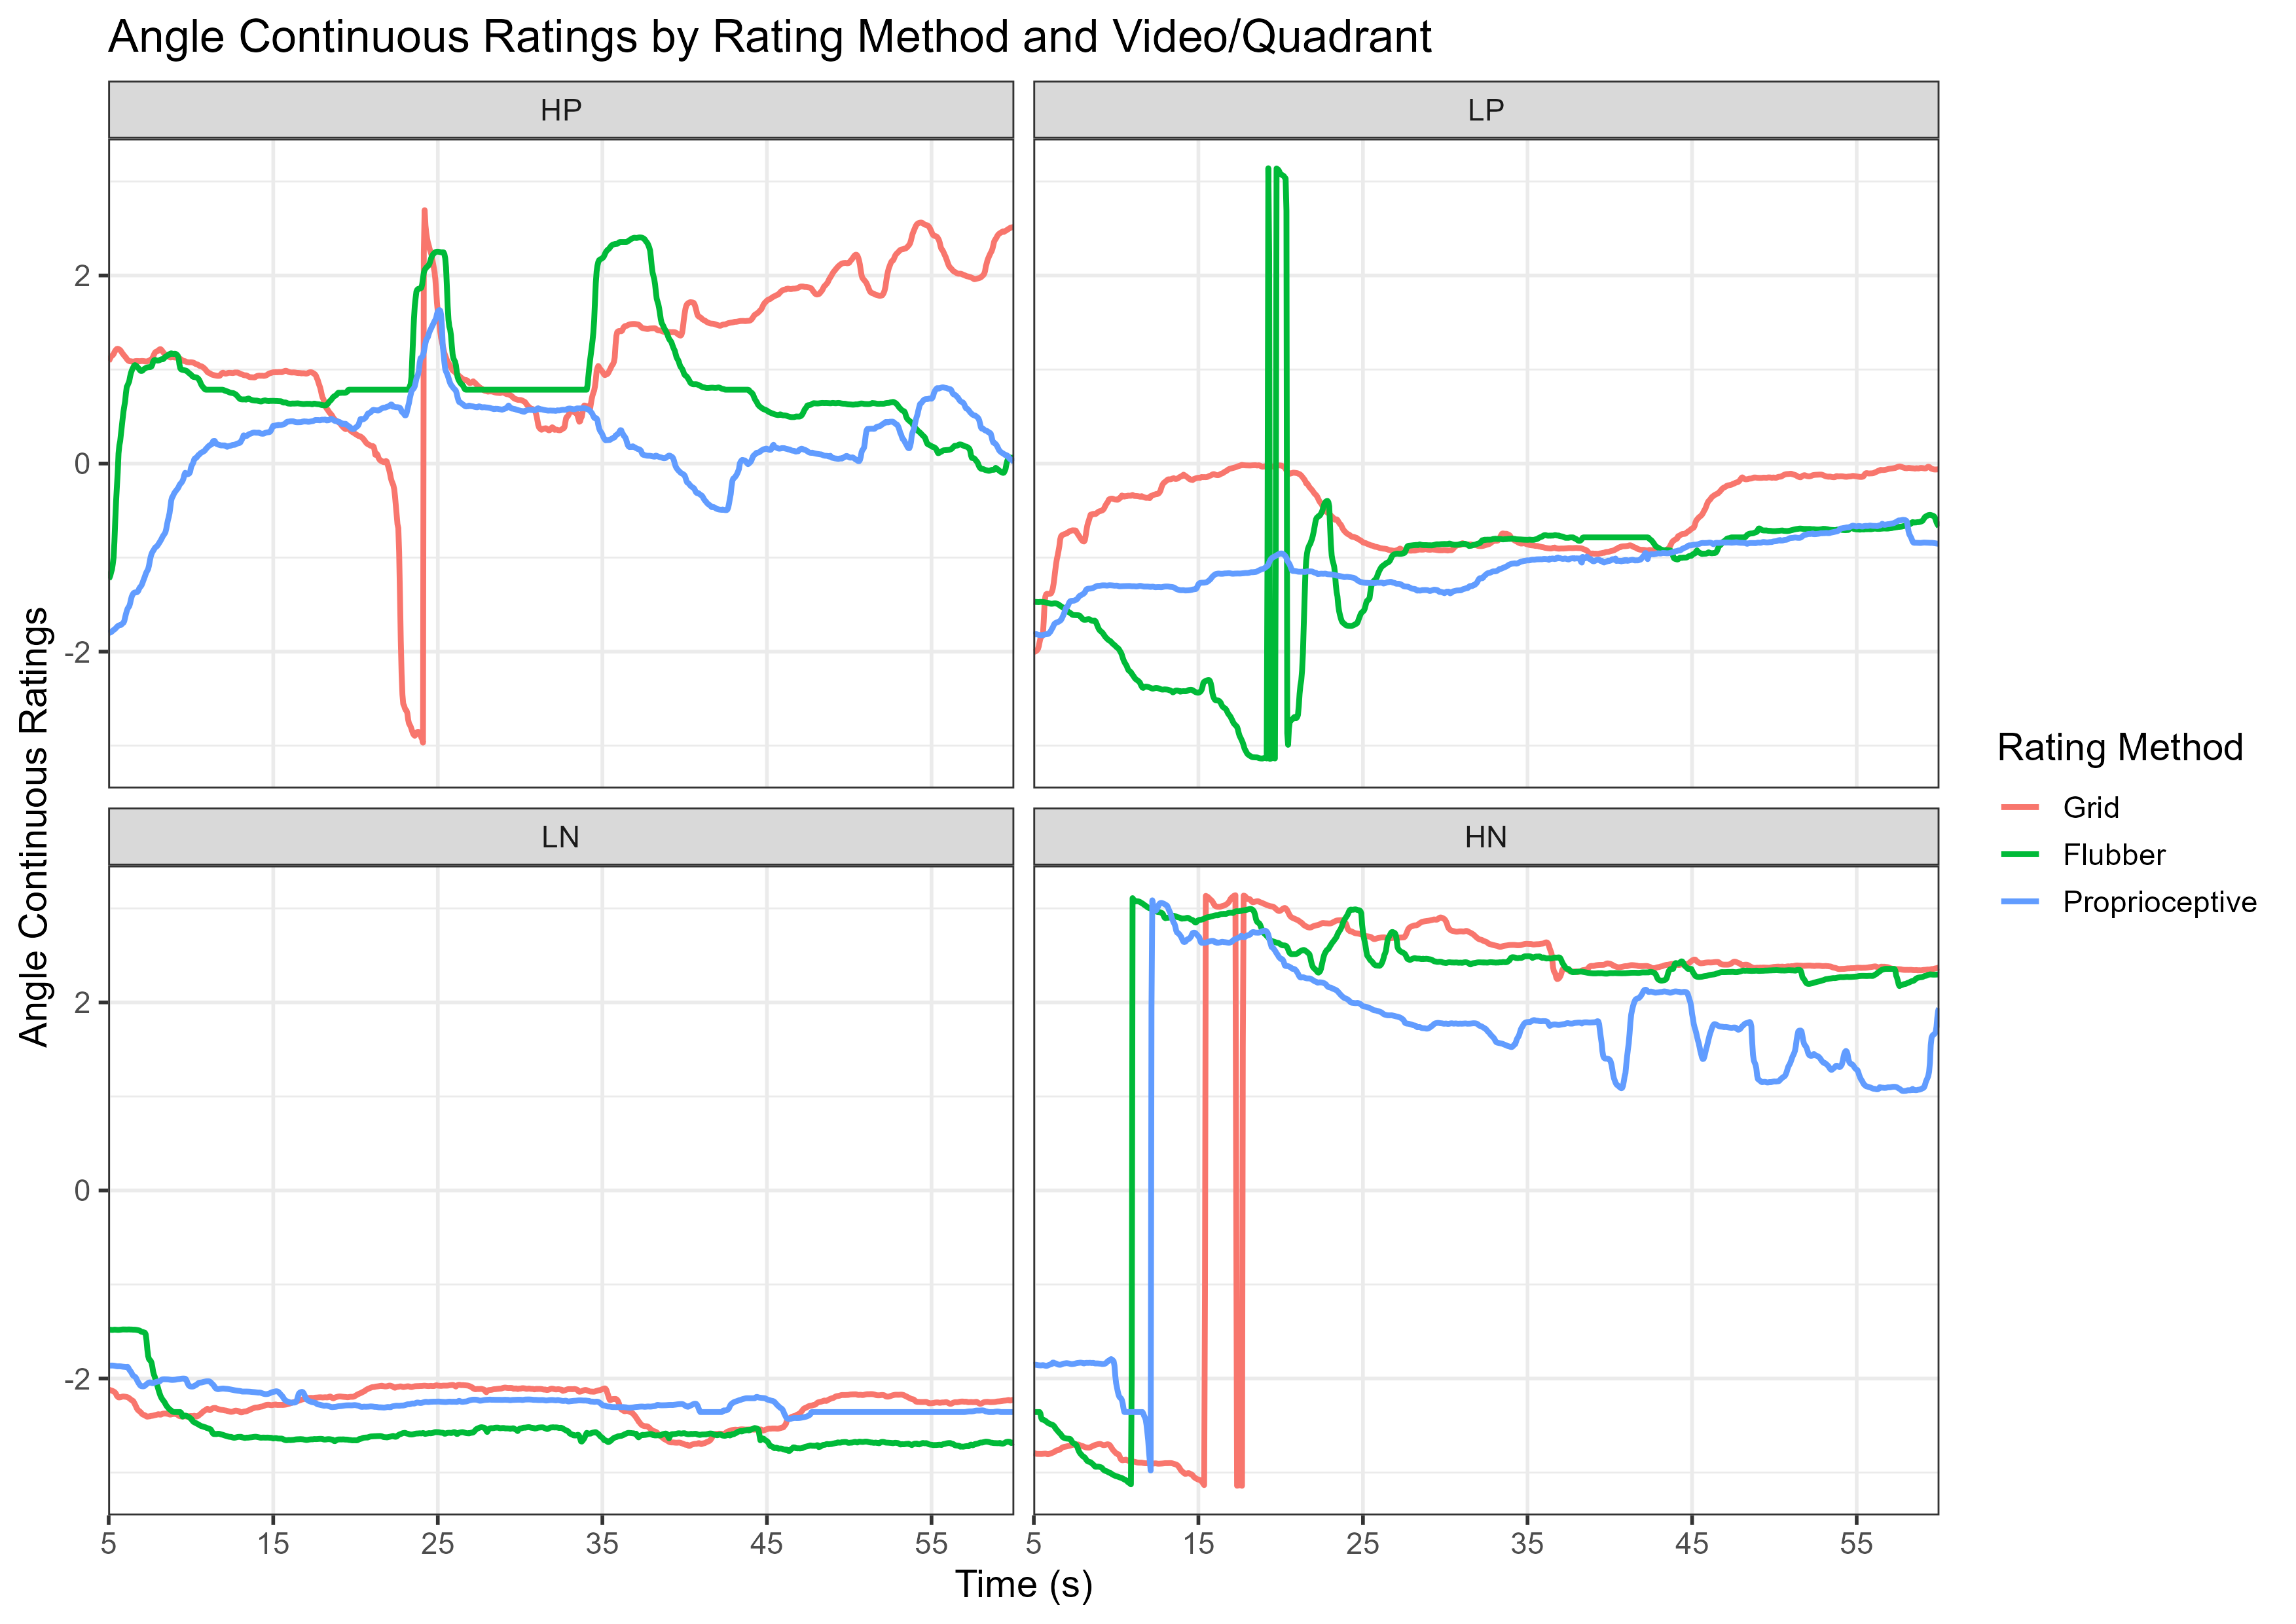 Angle Continuous Ratings by Rating Method and Video/Quadrant
HP
LP
2
0
-2
LN
HN
2
0
-2
Angle Continuous Ratings
5 15 25 35 45 55
5 15 25 35 45 55
Time (s)
Rating Method
Grid
Flubber
Proprioceptive